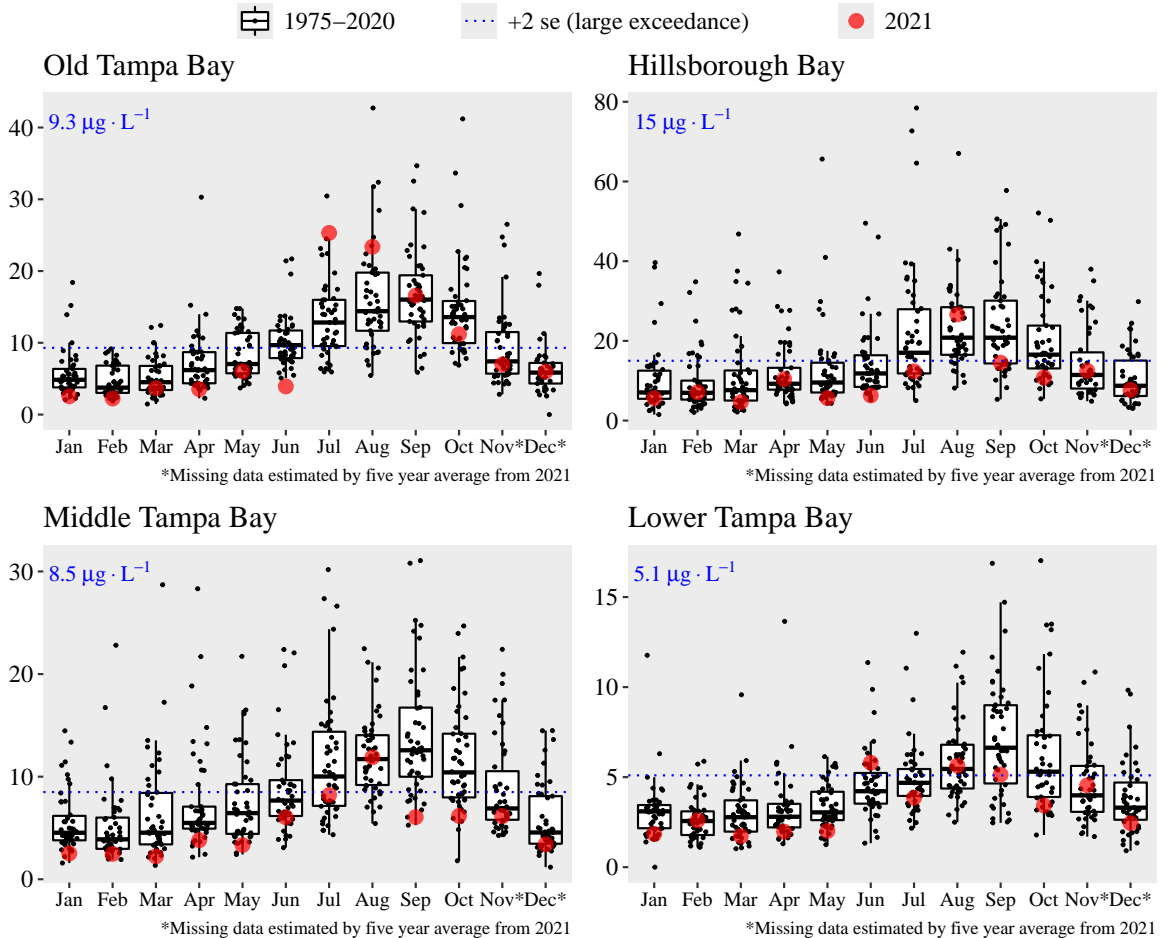 1975−2020 +2 se (large exceedance) 2021
Old Tampa Bay
9.3 μg · L⁻¹
40
30
20
10
0
Jan Feb Mar Apr May Jun Jul Aug Sep Oct Nov* Dec*
*Missing data estimated by five year average from 2021
Hillsborough Bay
15 μg · L⁻¹
80
60
40
20
0
Jan Feb Mar Apr May Jun Jul Aug Sep Oct Nov* Dec*
*Missing data estimated by five year average from 2021
Middle Tampa Bay
8.5 μg · L⁻¹
30
20
10
0
Jan Feb Mar Apr May Jun Jul Aug Sep Oct Nov* Dec*
*Missing data estimated by five year average from 2021
Lower Tampa Bay
5.1 μg · L⁻¹
15
10
5
0
Jan Feb Mar Apr May Jun Jul Aug Sep Oct Nov* Dec*
*Missing data estimated by five year average from 2021